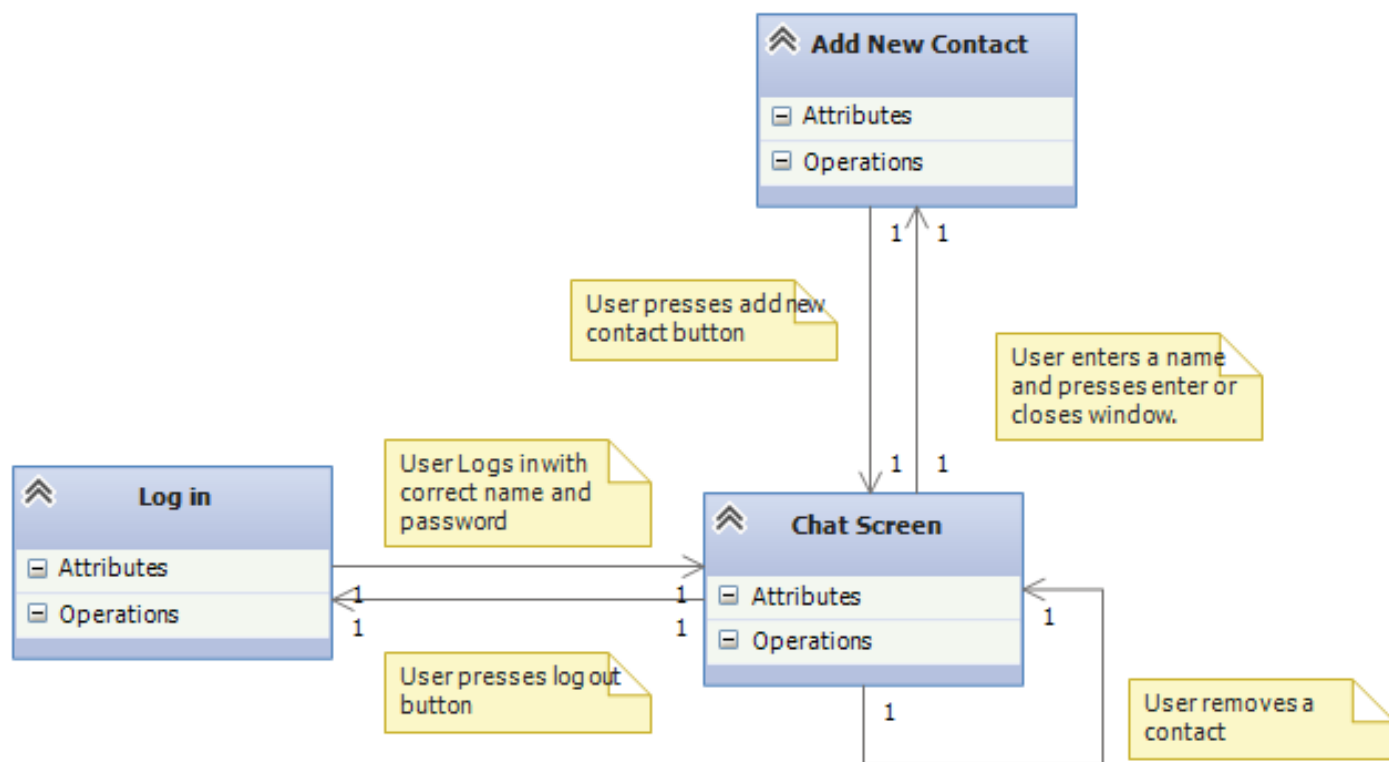 Add New Contact
Attributes
Operations
1 1
User presses add new
contact button
User enters a name
and presses enter or
closes window.
1 1
User Logs in with
correct name and
password
Log in
Attributes
Operations
Chat Screen
Attributes
Operations
1 1
1 1
1
User presses log out
button
1
User removes a
contact